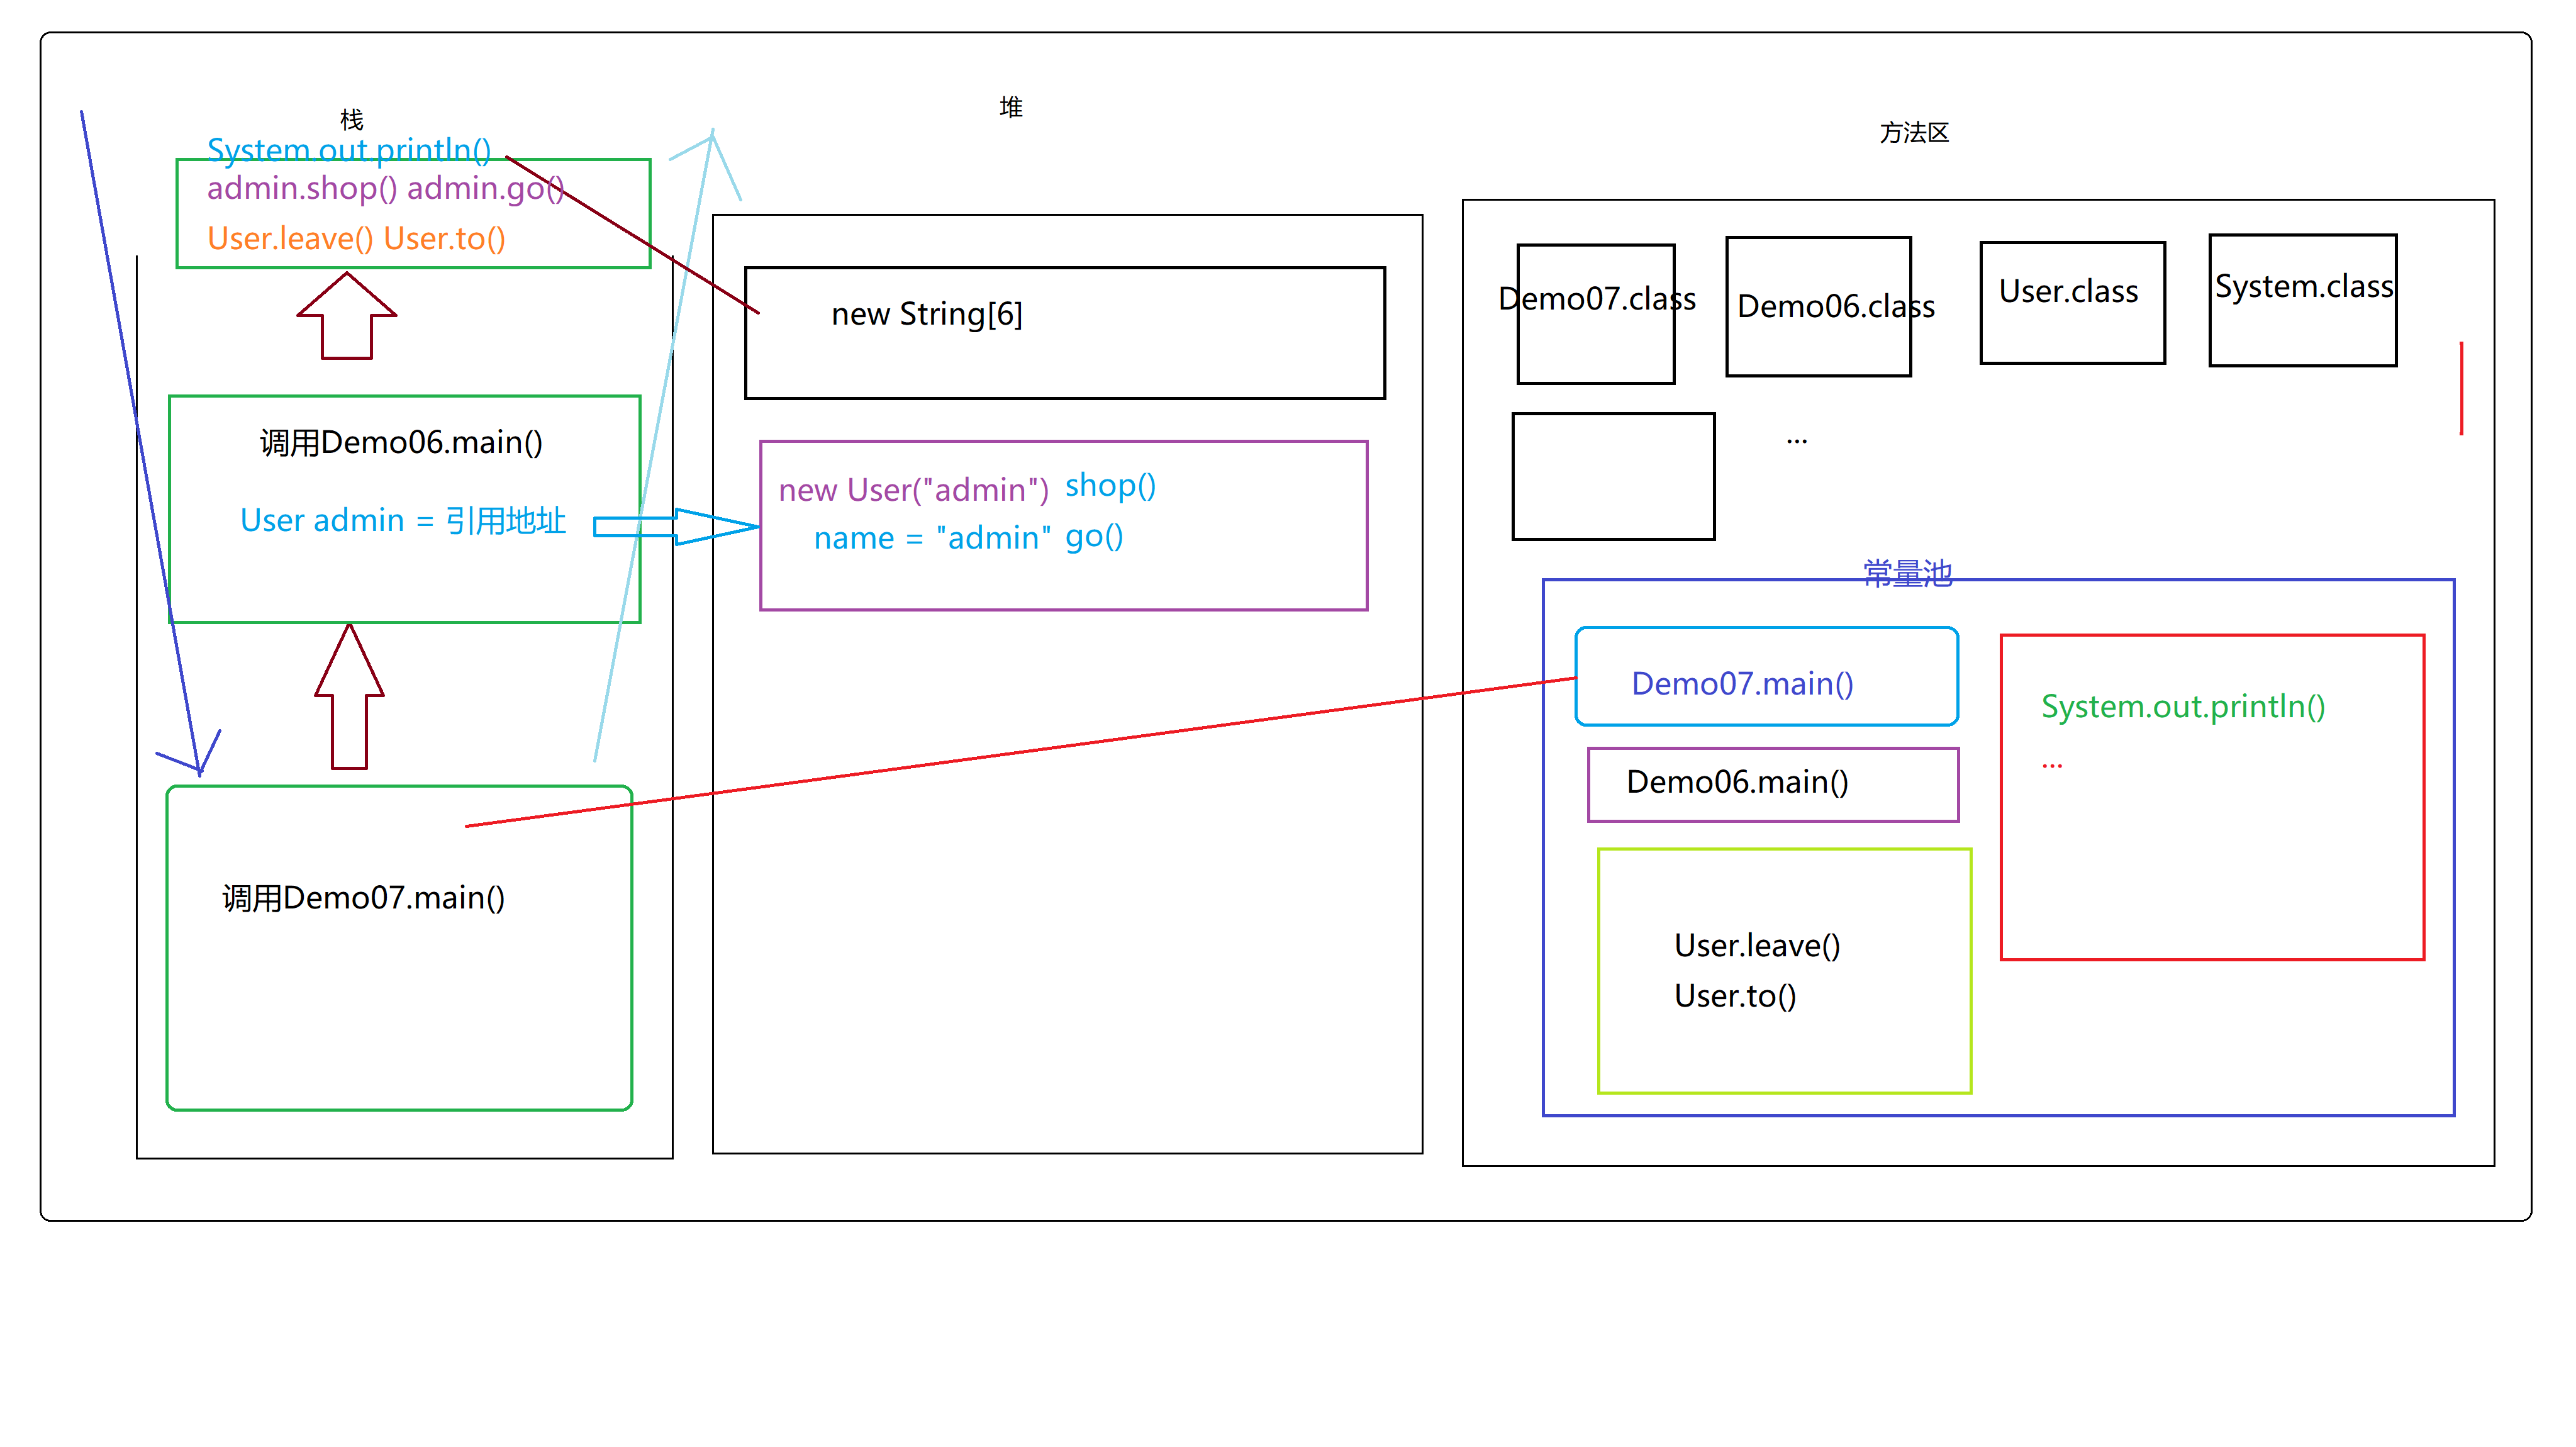 栈
System.out.println()
admin.shop() admin.go()
User.leave() User.to()
调用Demo06.main()
User admin = 引用地址
调用Demo07.main()
堆
new String[6]
new User("admin") shop()
name = "admin" go()
方法区
Demo07.class
Demo06.class
User.class
System.class
...
常量池
Demo07.main()
Demo06.main()
User.leave()
User.to()
System.out.println()
...